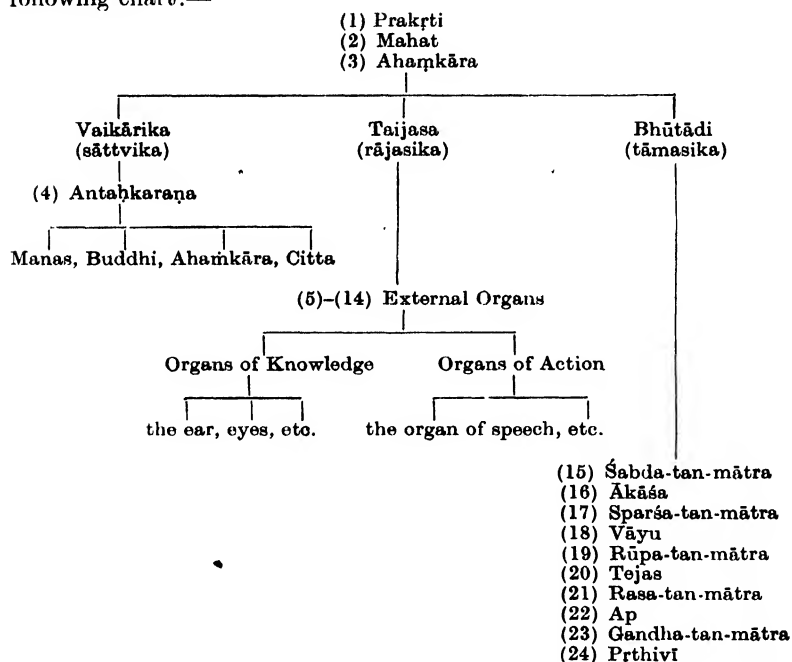 following chart:—
(1) Prakṛti
(2) Mahat
(3) Ahaṃkāra
Vaikārika Taijasa Bhūtādi
(sāttvika) (rājasika) (tāmasika)
(4) Antaḥkaraṇa
Manas, Buddhi, Ahaṁkāra, Citta
(5)–(14) External Organs
Organs of Knowledge Organs of Action
the ear, eyes, etc. the organ of speech, etc.
(15) Śabda-tan-mātra
(16) Ākāśa
(17) Sparśa-tan-mātra
(18) Vāyu
(19) Rūpa-tan-mātra
(20) Tejas
(21) Rasa-tan-mātra
(22) Ap
(23) Gandha-tan-mātra
(24) Pṛthivī